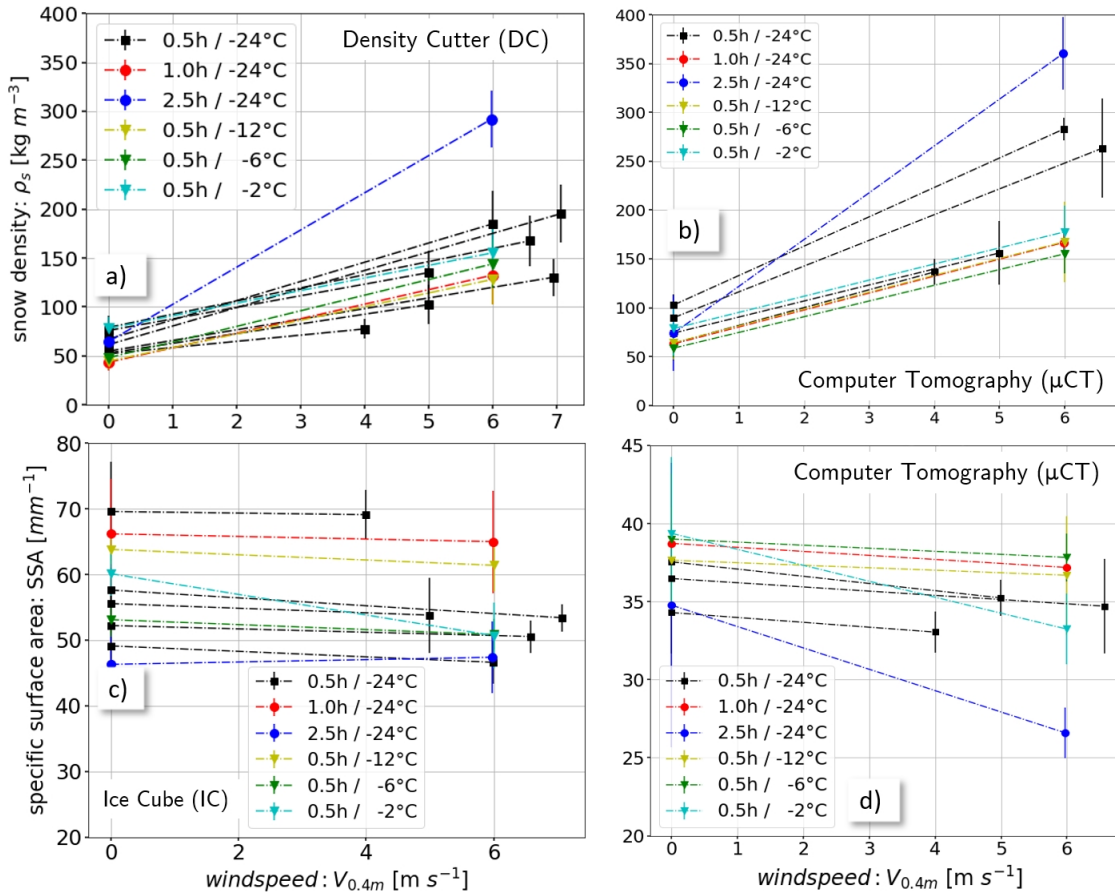 400
350
300
250
200
150
100
50
0
snow density: ρs [kg m−3]
0.5h / -24°C
1.0h / -24°C
2.5h / -24°C
0.5h / -12°C
0.5h / -6°C
0.5h / -2°C
Density Cutter (DC)
a)
0 1 2 3 4 5 6 7
400
350
300
250
200
150
100
50
0
0.5h / -24°C
1.0h / -24°C
2.5h / -24°C
0.5h / -12°C
0.5h / -6°C
0.5h / -2°C
b)
Computer Tomography (μCT)
0 1 2 3 4 5 6
80
70
60
50
40
30
20
specific surface area: SSA [mm−1]
c)
0.5h / -24°C
1.0h / -24°C
2.5h / -24°C
0.5h / -12°C
0.5h / -6°C
0.5h / -2°C
Ice Cube (IC)
0 2 4 2 3 4 5 6 7
windspeed: V0.4m [m s−1]
45
40
35
30
25
20
Computer Tomography (μCT)
0.5h / -24°C
1.0h / -24°C
2.5h / -24°C
0.5h / -12°C
0.5h / -6°C
0.5h / -2°C
d)
0 1 2 3 4 5 6
windspeed: V0.4m [m s−1]